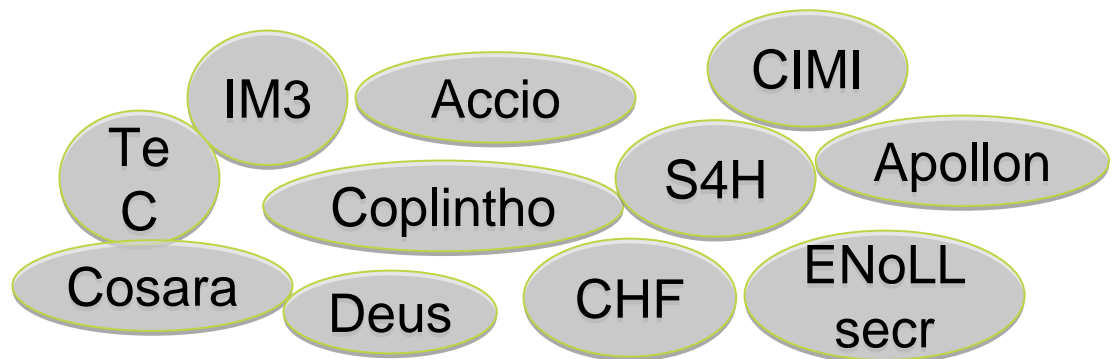 CIMI
IM3
Accio
Te
C
Apollon
S4H
Coplintho
Cosara
CHF
ENoLL
secr
Deus